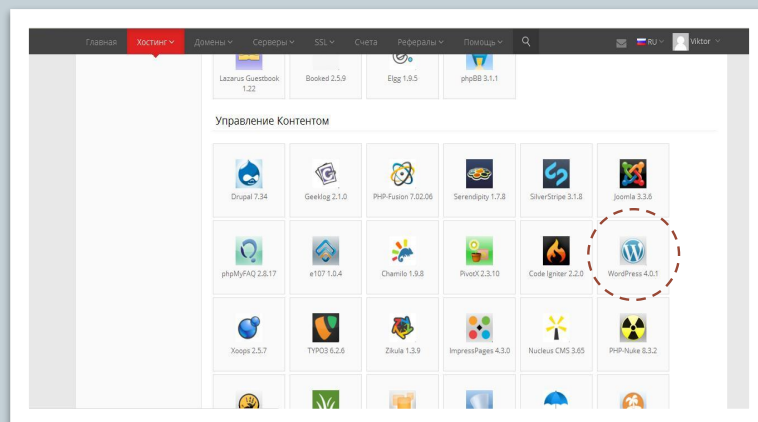 Главная Хостинг Домены Серверы SSL Счета Рефералы Помощь RU Viktor
Lazarus Guestbook 1.22 Booked 2.5.9 Elgg 1.9.5 phpBB 3.1.1
Управление Контентом
Drupal 7.34 Geeklog 2.1.0 PHP-Fusion 7.02.06 Serendipity 1.7.8 SilverStripe 3.1.8 Joomla 3.3.6
phpMyFAQ 2.8.17 e107 1.0.4 Chamilo 1.9.8 PivotX 2.3.10 Code Igniter 2.2.0 WordPress 4.0.1
Xoops 2.5.7 TYPO3 6.2.6 Zikula 1.3.9 ImpressPages 4.3.0 Nucleus CMS 3.65 PHP-Nuke 8.3.2